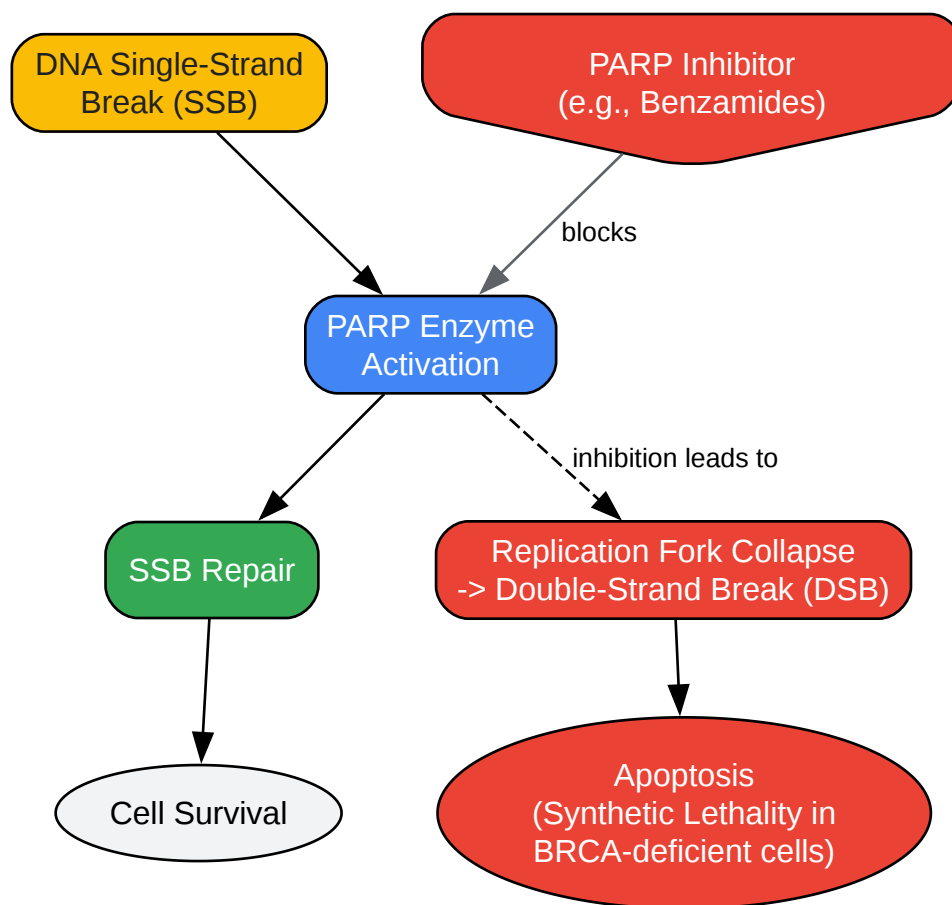 DNA Single-Strand
Break (SSB)
PARP Inhibitor
(e.g., Benzamides)
blocks
PARP Enzyme
Activation
inhibition leads to
SSB Repair
Replication Fork Collapse
-> Double-Strand Break (DSB)
Cell Survival
Apoptosis
(Synthetic Lethality in
BRCA-deficient cells)